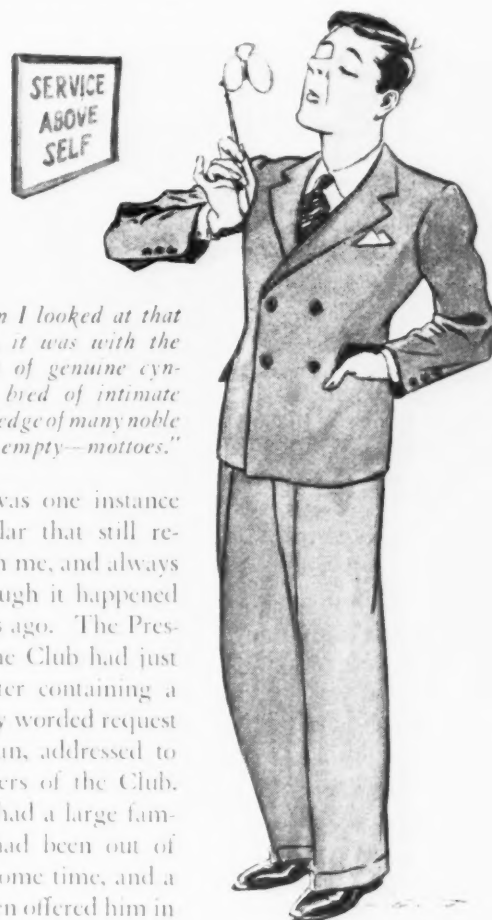 SERVICE
ABOVE
SELF
n I looked at that
it was with the
of genuine cyn-
bred of intimate
edge of many noble
empty—mottoes."
was one instance
lar that still re-
n me, and always
ugh it happened
s ago. The Pres-
ne Club had just
ter containing a
y worded request
an, addressed to
ers of the Club.
had a large fam-
had been out of
ome time, and a
en offered him in